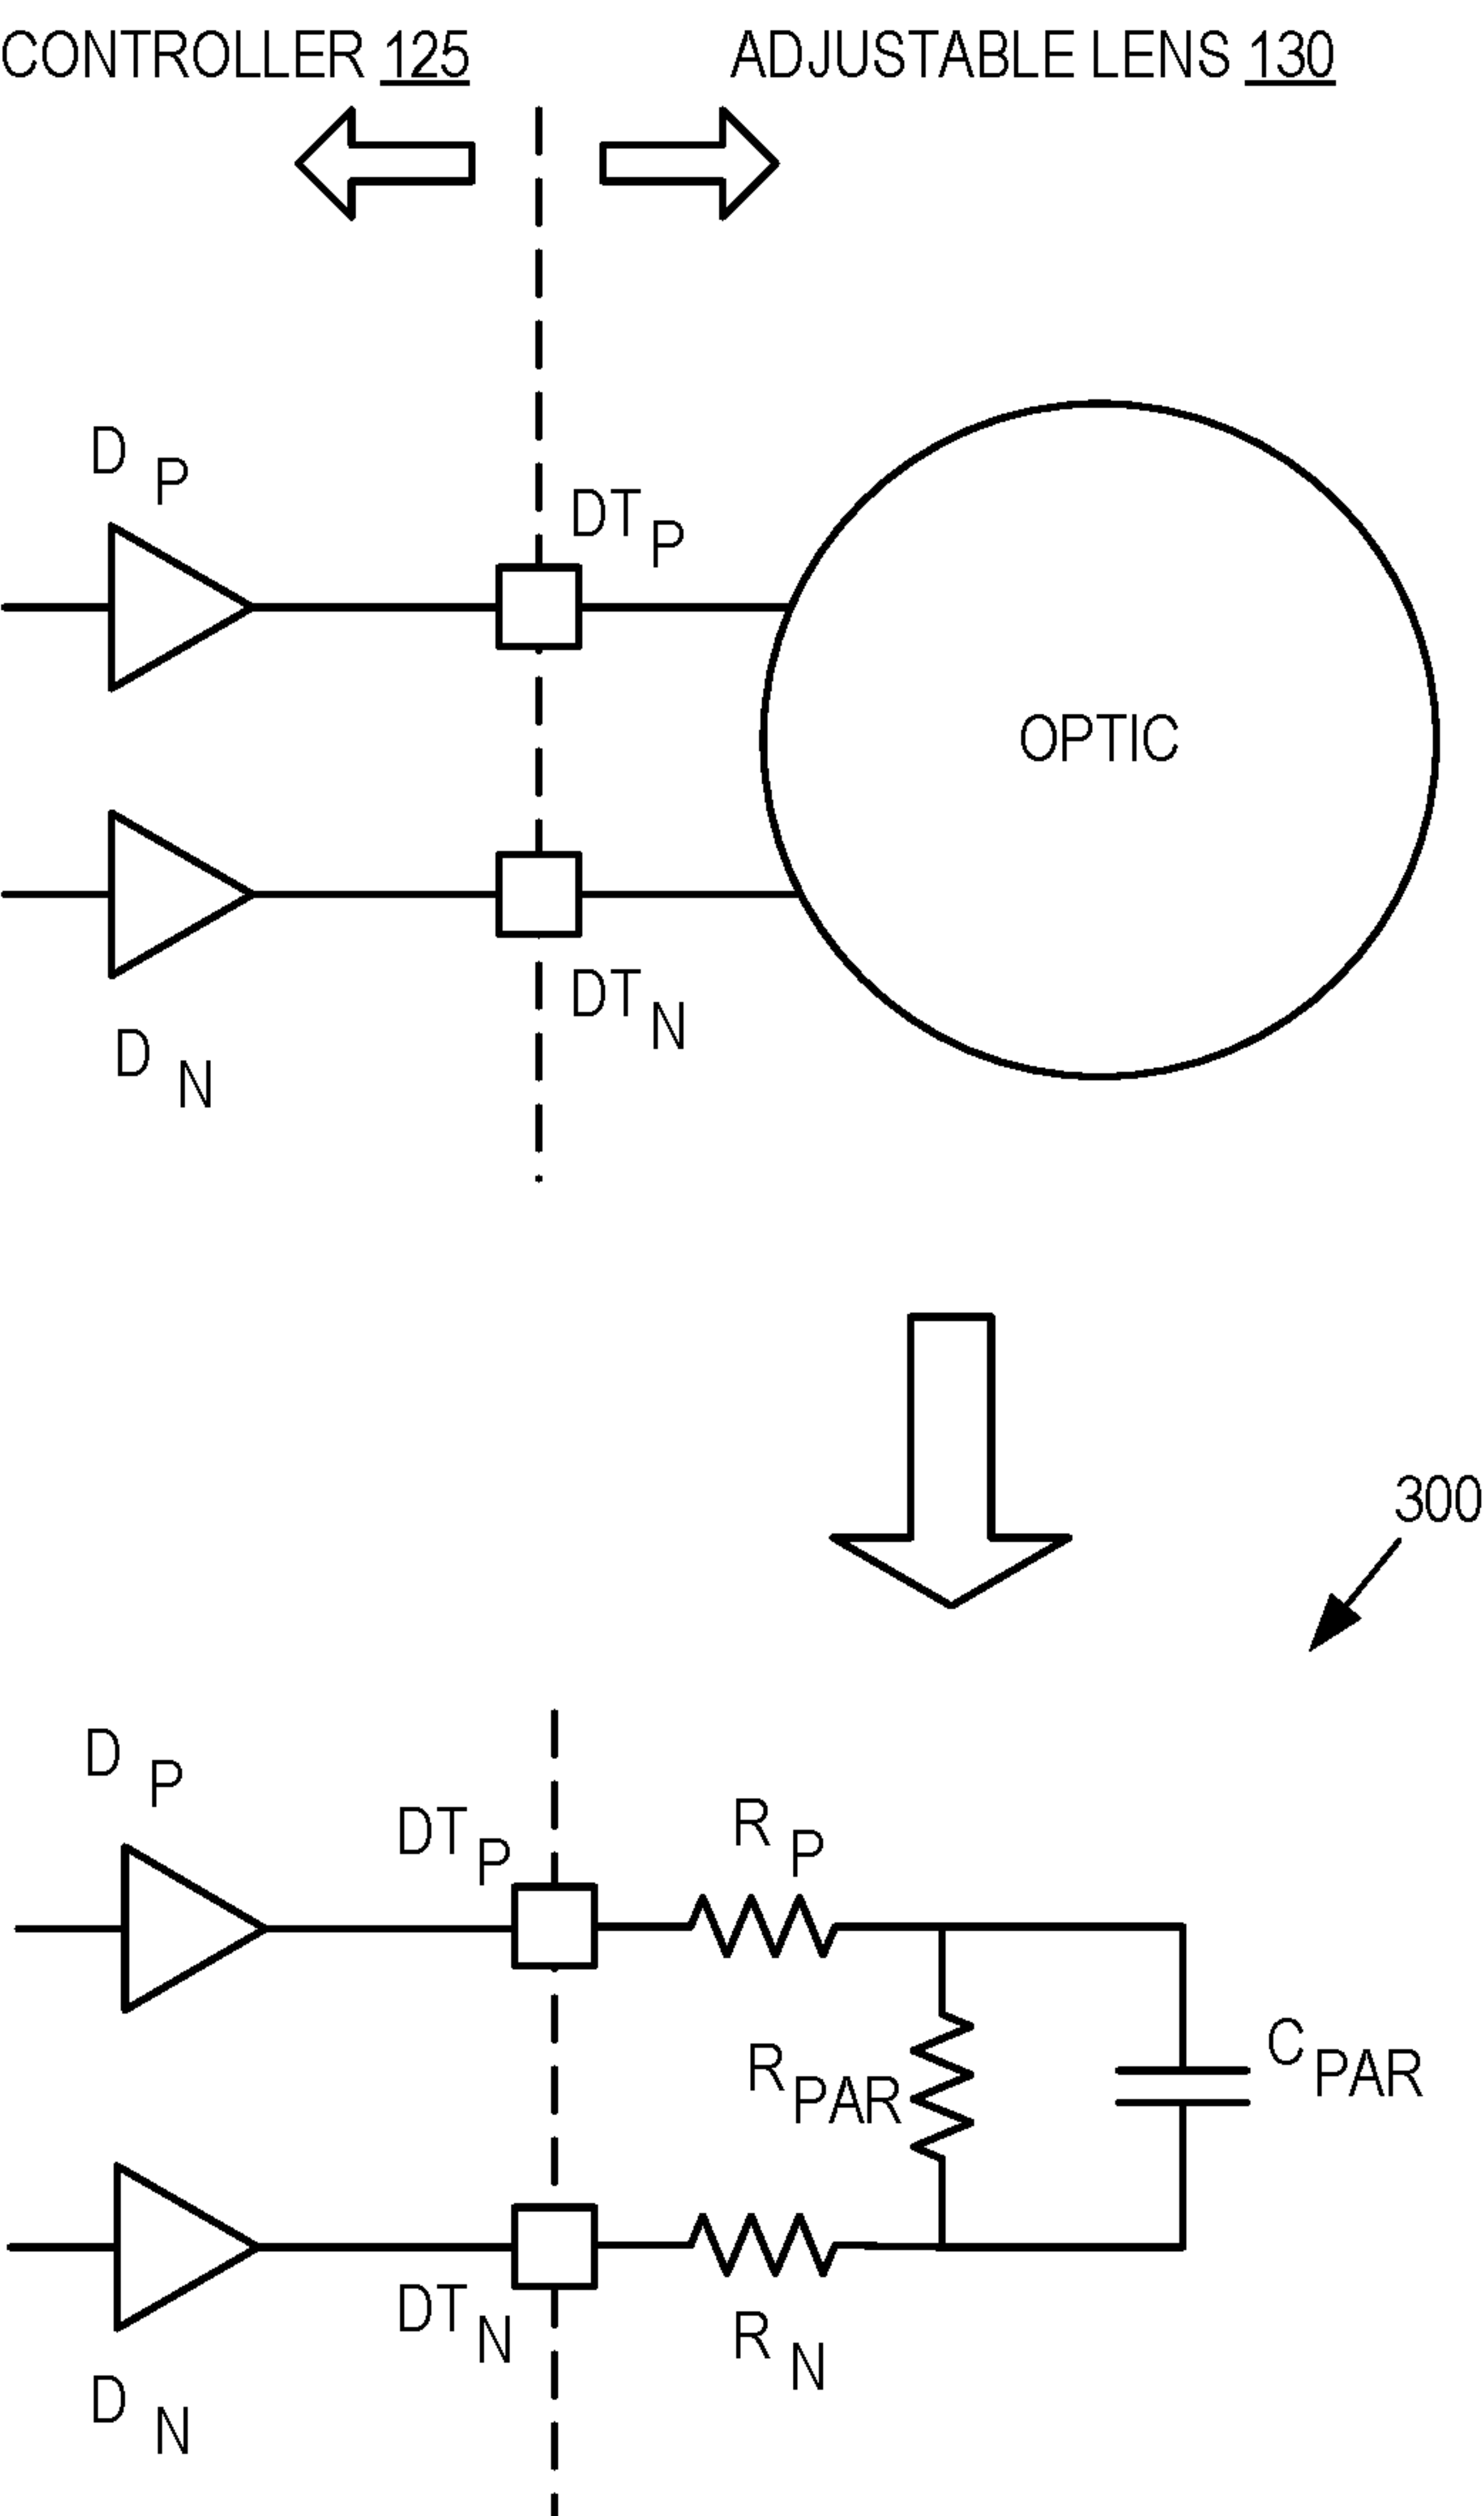 CONTROLLER 125
ADJUSTABLE LENS 130
D P
DT P
OPTIC
DT N
D N
300
D P
DT P
R P
C PAR
R PAR
DT N
R N
D N